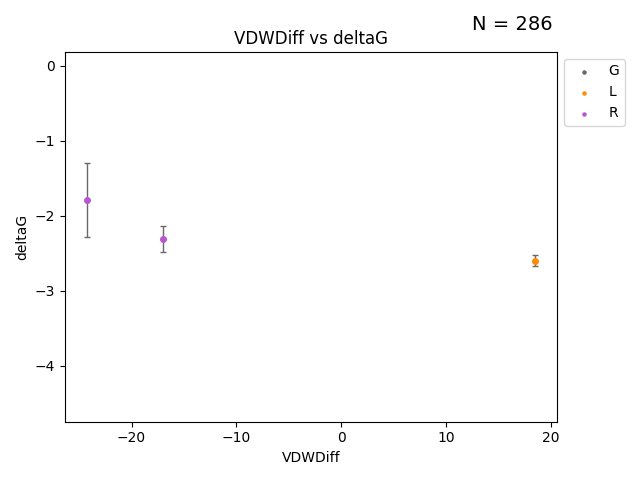 N = 286
VDWDiff vs deltaG
G
L
R
0
−1
−2
−3
−4
deltaG
−20
−10
0
10
20
VDWDiff